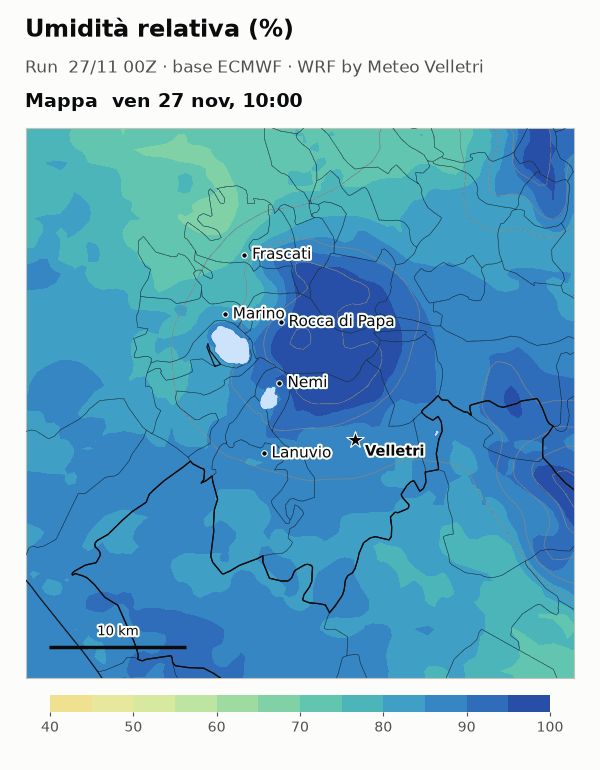 Umidità relativa (%)
Run  27/11 00Z · base ECMWF · WRF by Meteo Velletri
Mappa  ven 27 nov, 10:00
Frascati
Marino
Rocca di Papa
Nemi
Velletri
Lanuvio
10 km
40 50 60 70 80 90 100